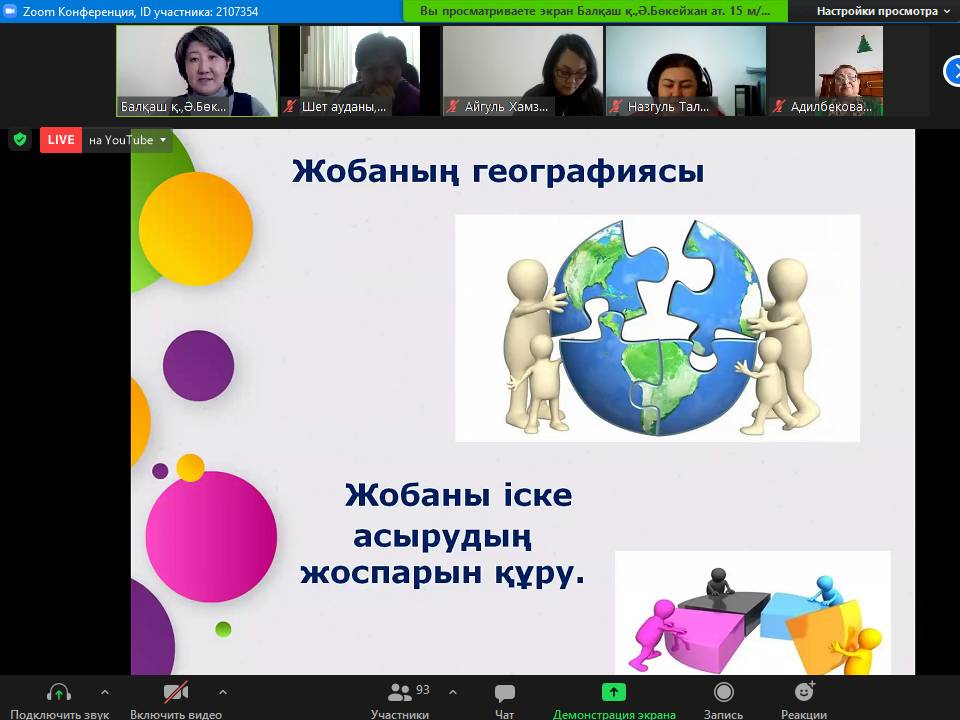 Zoom Конференция, ID участника: 2107354
Вы просматриваете экран Балқаш қ.,Ә.Бөкейхан ат. 15 м/...
Настройки просмотра
Балқаш қ.,Ә.Бөк...
Шет ауданы,...
Айгуль Хамз...
Назгуль Тал...
Адилбекова...
LIVE
на YouTube
Жобаның географиясы
Жобаны іске
асырудың
жоспарын құру.
Подключить звук
Включить видео
93
Участники
Чат
Демонстрация экрана
Запись
Реакции